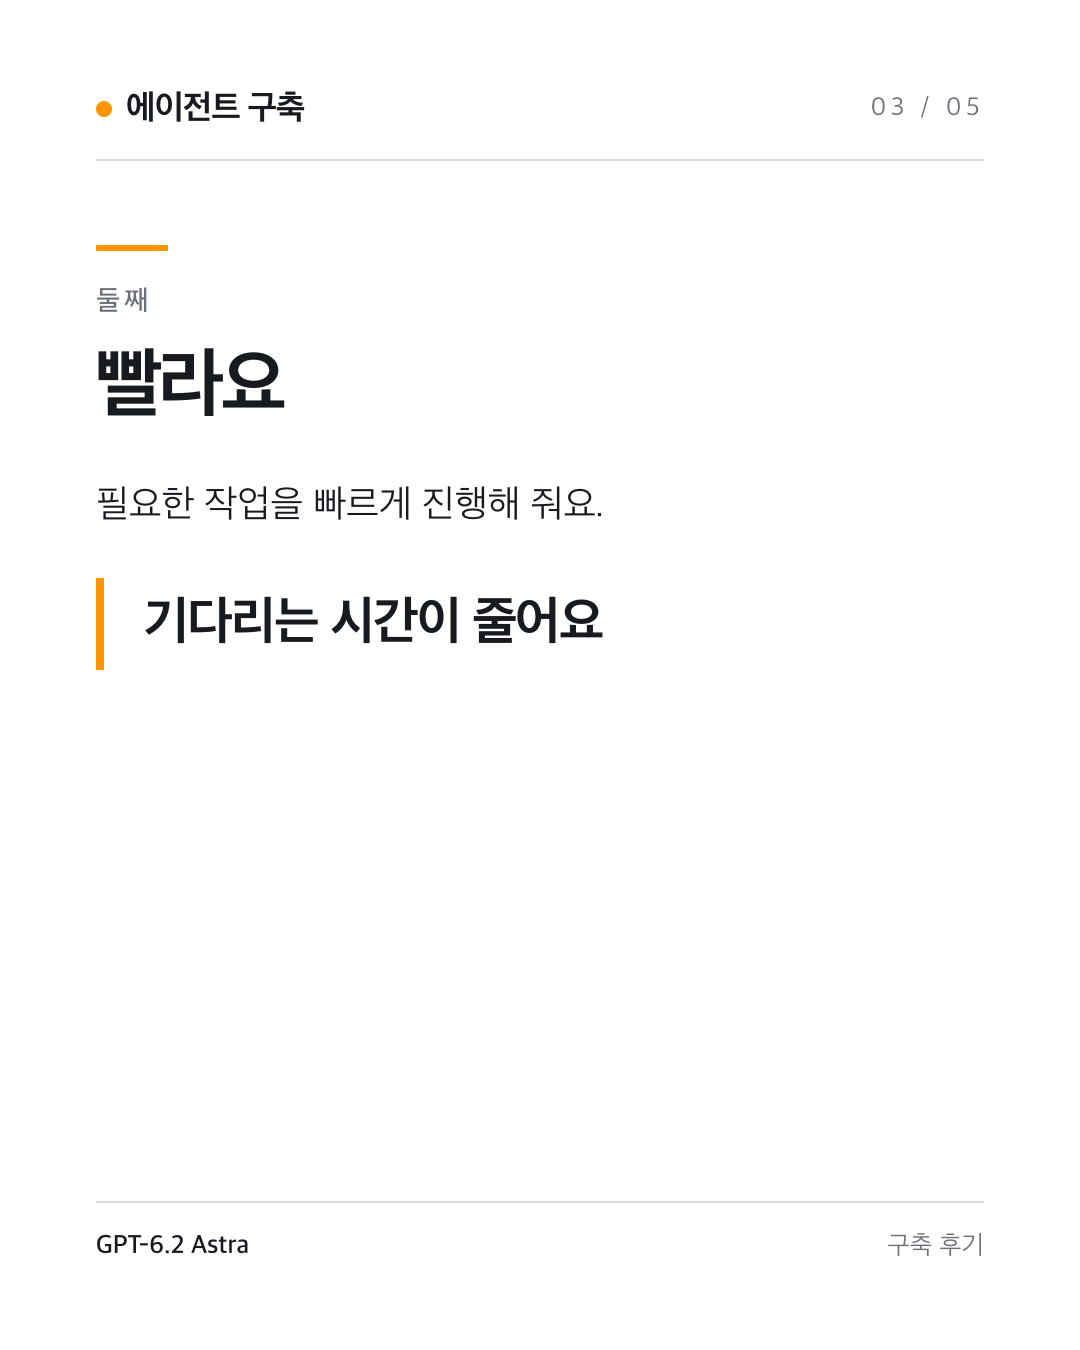 에이전트 구축
03 / 05
둘째
빨라요
필요한 작업을 빠르게 진행해 줘요.
기다리는 시간이 줄어요
GPT-6.2 Astra
구축 후기